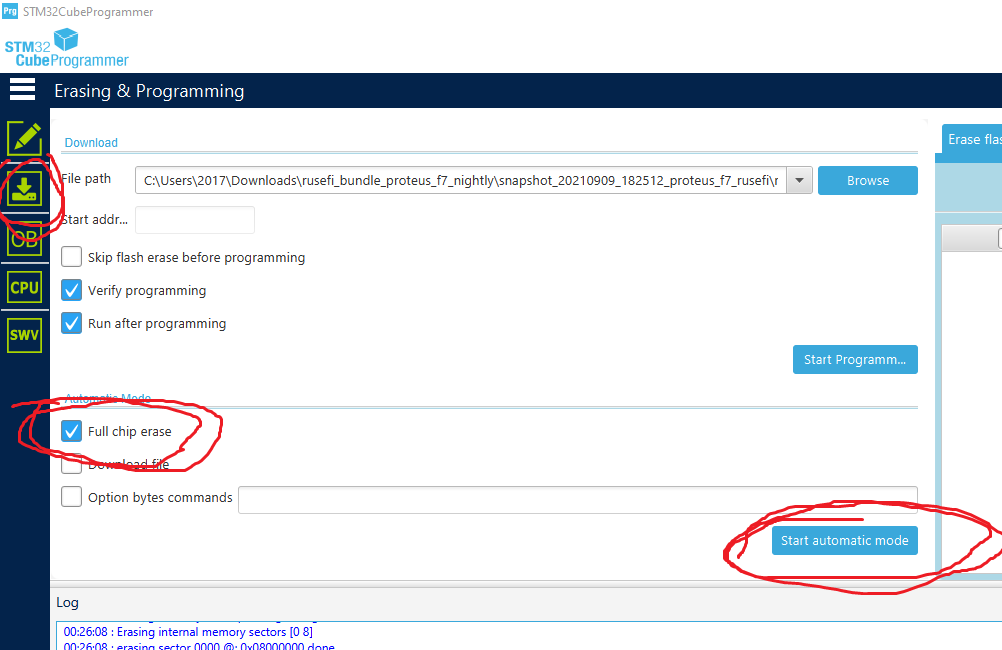 Prg STM32CubeProgrammer
STM32
CubeProgrammer
Erasing & Programming
Download
Erase flas
File path C:\Users\2017\Downloads\rusefi_bundle_proteus_f7_nightly\snapshot_20210909_182512_proteus_f7_rusefi\r Browse
Start addr...
OB
Skip flash erase before programming
CPU
Verify programming
Run after programming
SWV
Start Programm...
Automatic Mode
Full chip erase
Download file
Option bytes commands
Start automatic mode
Log
00:26:08 : Erasing internal memory sectors [0 8]
00:26:08 : erasing sector 0000 @: 0x08000000 done